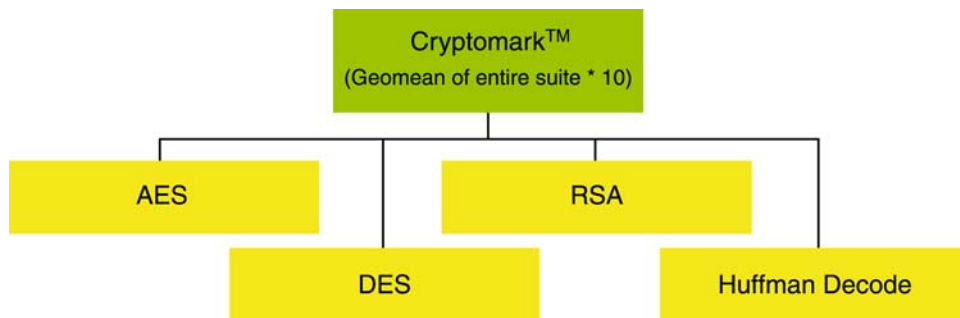 Cryptomark™
(Geomean of entire suite * 10)
AES
RSA
DES
Huffman Decode